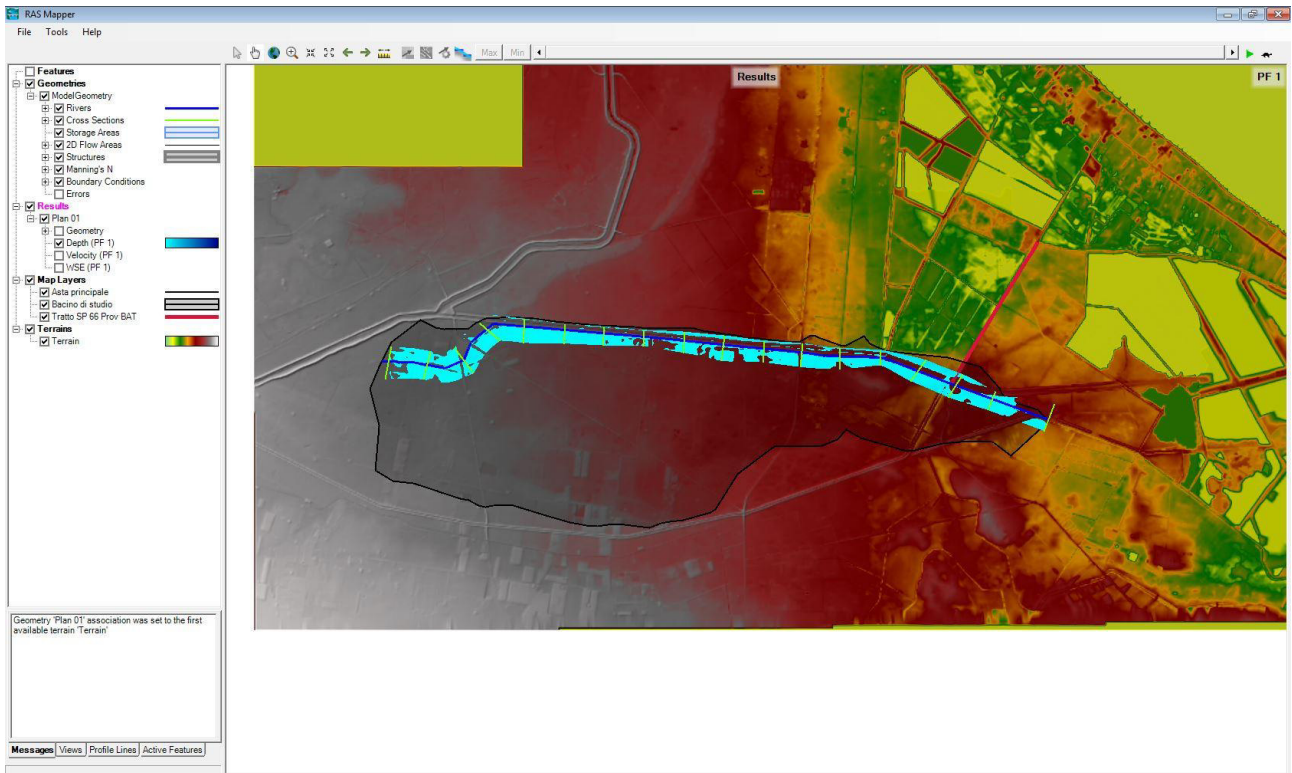 RAS Mapper
File Tools Help
Max Min
Features
Geometries
ModelGeometry
Rivers
Cross Sections
Storage Areas
2D Flow Areas
Structures
Manning's N
Boundary Conditions
Errors
Results
Plan 01
Geometry
Depth (PF 1)
Velocity (PF 1)
WSE (PF 1)
Map Layers
Asta principale
Bacino di studio
Tratto SP 66 Prov BAT
Terrains
Terrain
Results
PF 1
Geometry 'Plan 01' association was set to the first
available terrain 'Terrain'
Messages Views Profile Lines Active Features